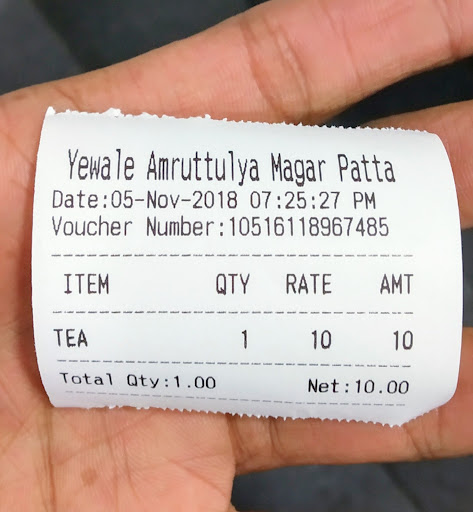 Yewale Amruttulya Magar Patta
Date:05-Nov-2018 07:25:27 PM
Voucher Number:10516118967485
ITEM QTY RATE AMT
TEA 1 10 10
Total Qty:1.00 Net:10.00